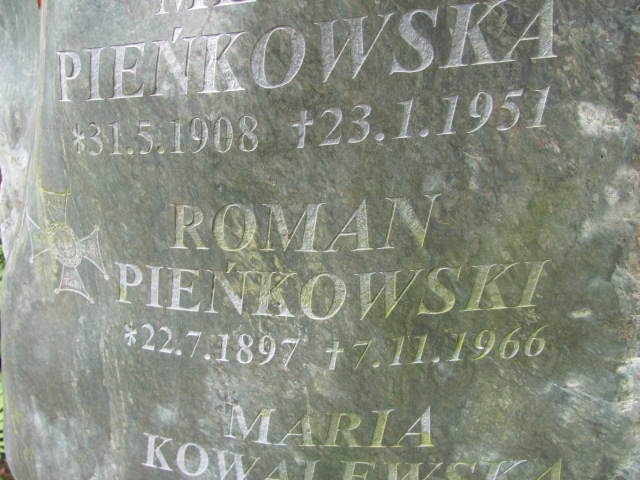 PIEŃKOWSKA
*31.5.1908 †23.1.1951
ROMAN
PIEŃKOWSKI
*22.7.1897 †7.11.1966
MARIA
KOWALEWSKA